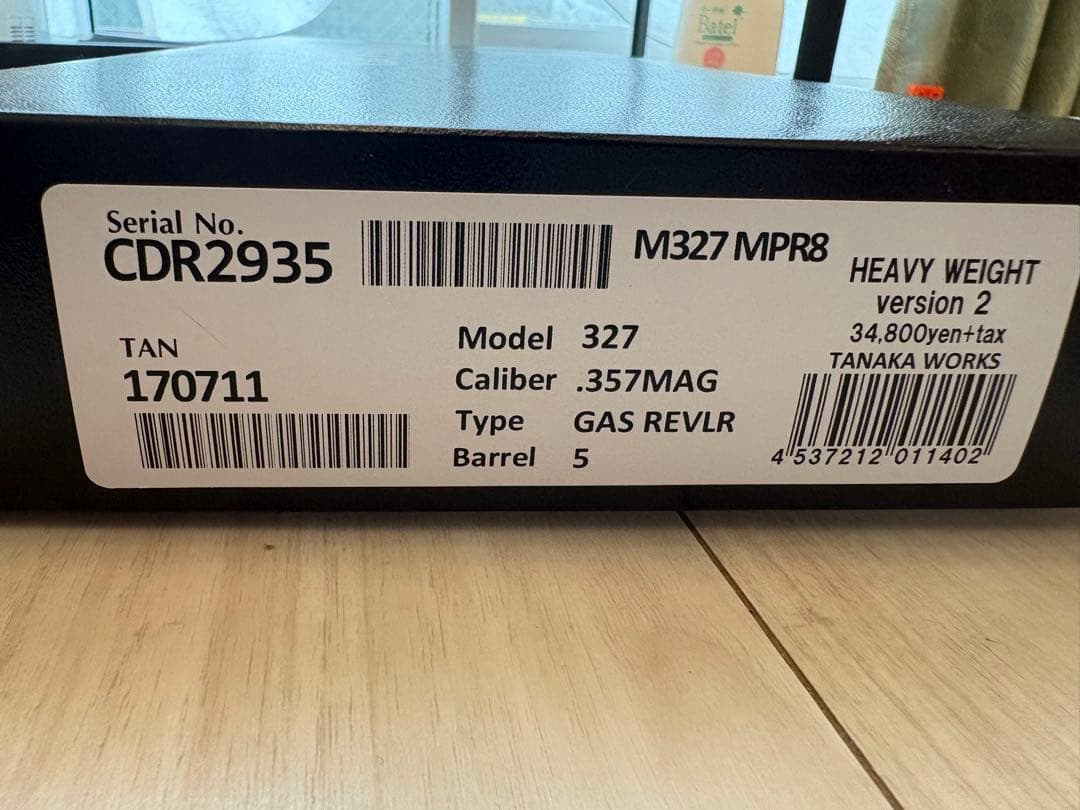 Batel
Serial No.
CDR2935
M327 MPR8
HEAVY WEIGHT
version 2
34,800yen+tax
TANAKA WORKS
4 537212 011402
TAN
170711
Model 327
Caliber .357MAG
Type GAS REVLR
Barrel 5